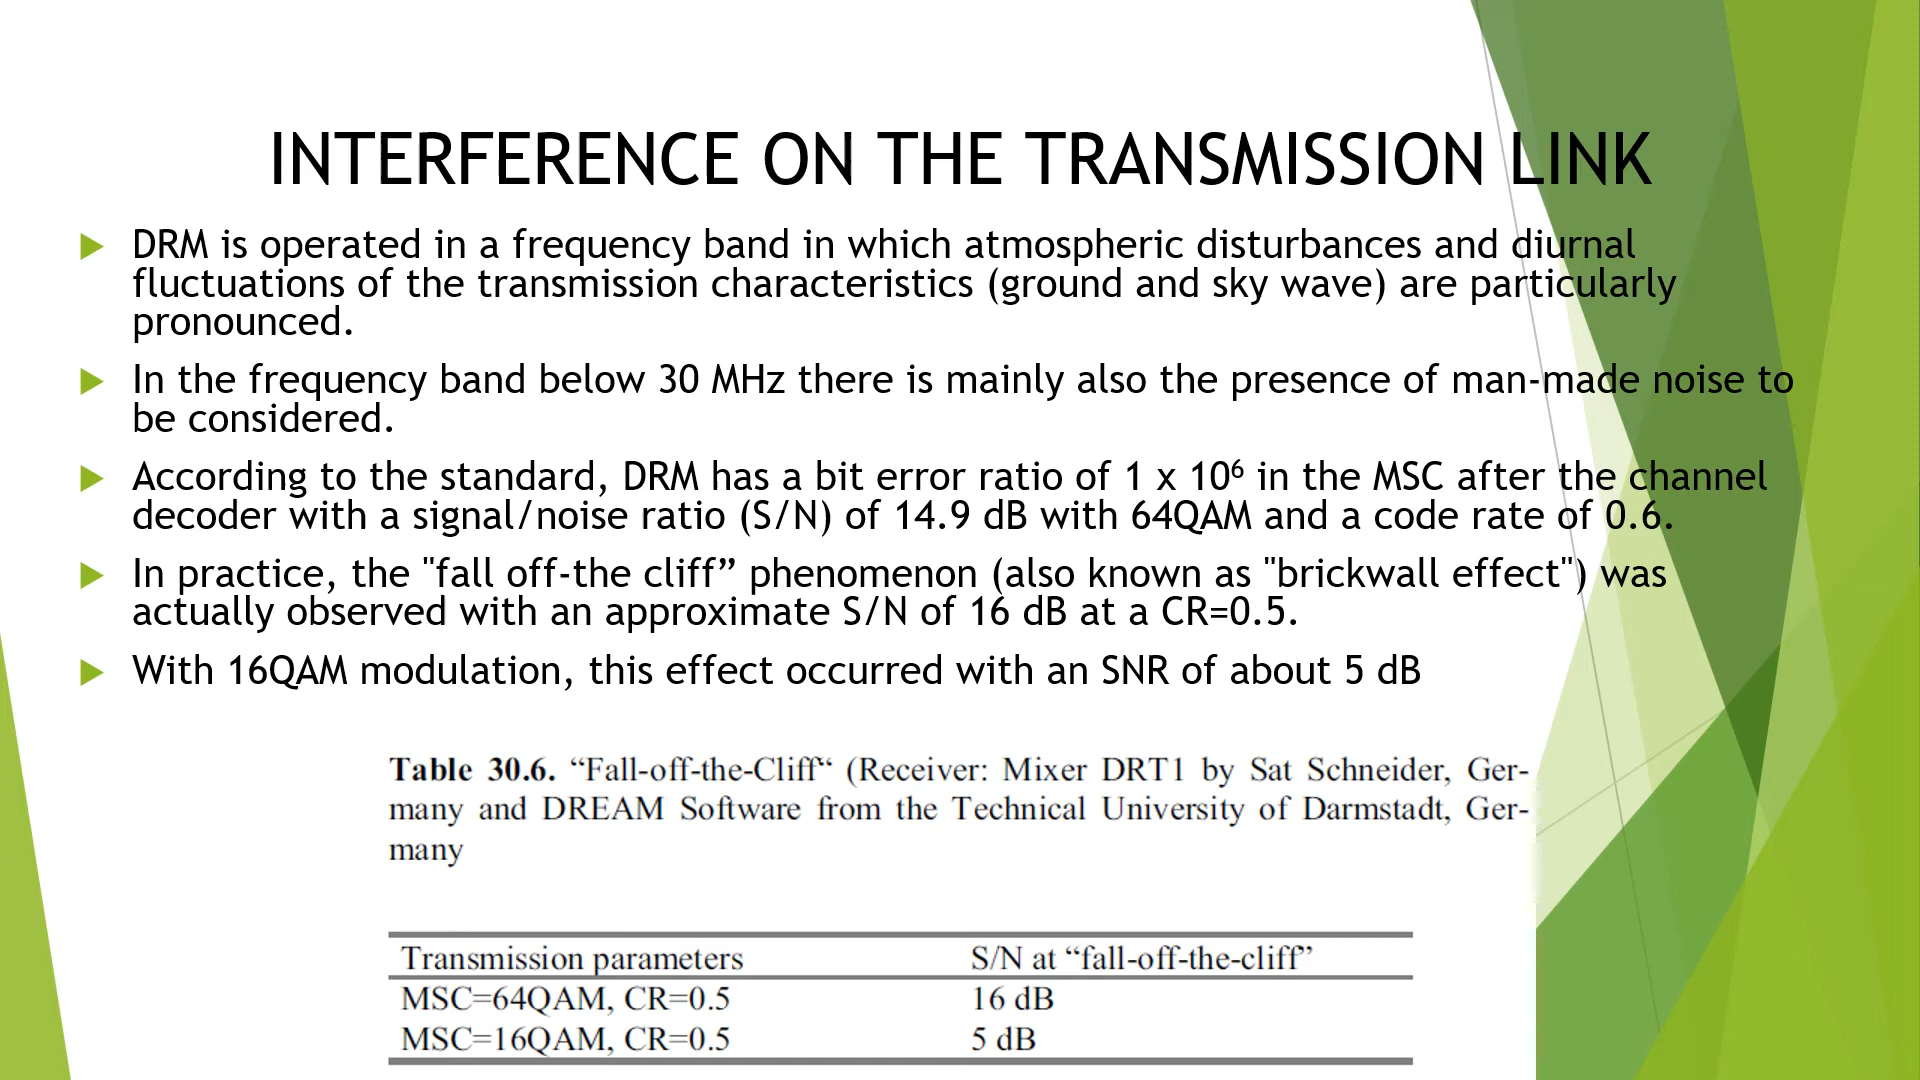 INTERFERENCE ON THE TRANSMISSION LINK
DRM is operated in a frequency band in which atmospheric disturbances and diurnal
fluctuations of the transmission characteristics (ground and sky wave) are particularly
pronounced.
In the frequency band below 30 MHz there is mainly also the presence of man-made noise to
be considered.
According to the standard, DRM has a bit error ratio of 1 x 10⁶ in the MSC after the channel
decoder with a signal/noise ratio (S/N) of 14.9 dB with 64QAM and a code rate of 0.6.
In practice, the "fall off-the cliff” phenomenon (also known as "brickwall effect") was
actually observed with an approximate S/N of 16 dB at a CR=0.5.
With 16QAM modulation, this effect occurred with an SNR of about 5 dB
Table 30.6. “Fall-off-the-Cliff“ (Receiver: Mixer DRT1 by Sat Schneider, Ger-
many and DREAM Software from the Technical University of Darmstadt, Ger-
many
Transmission parameters S/N at “fall-off-the-cliff”
MSC=64QAM, CR=0.5 16 dB
MSC=16QAM, CR=0.5 5 dB